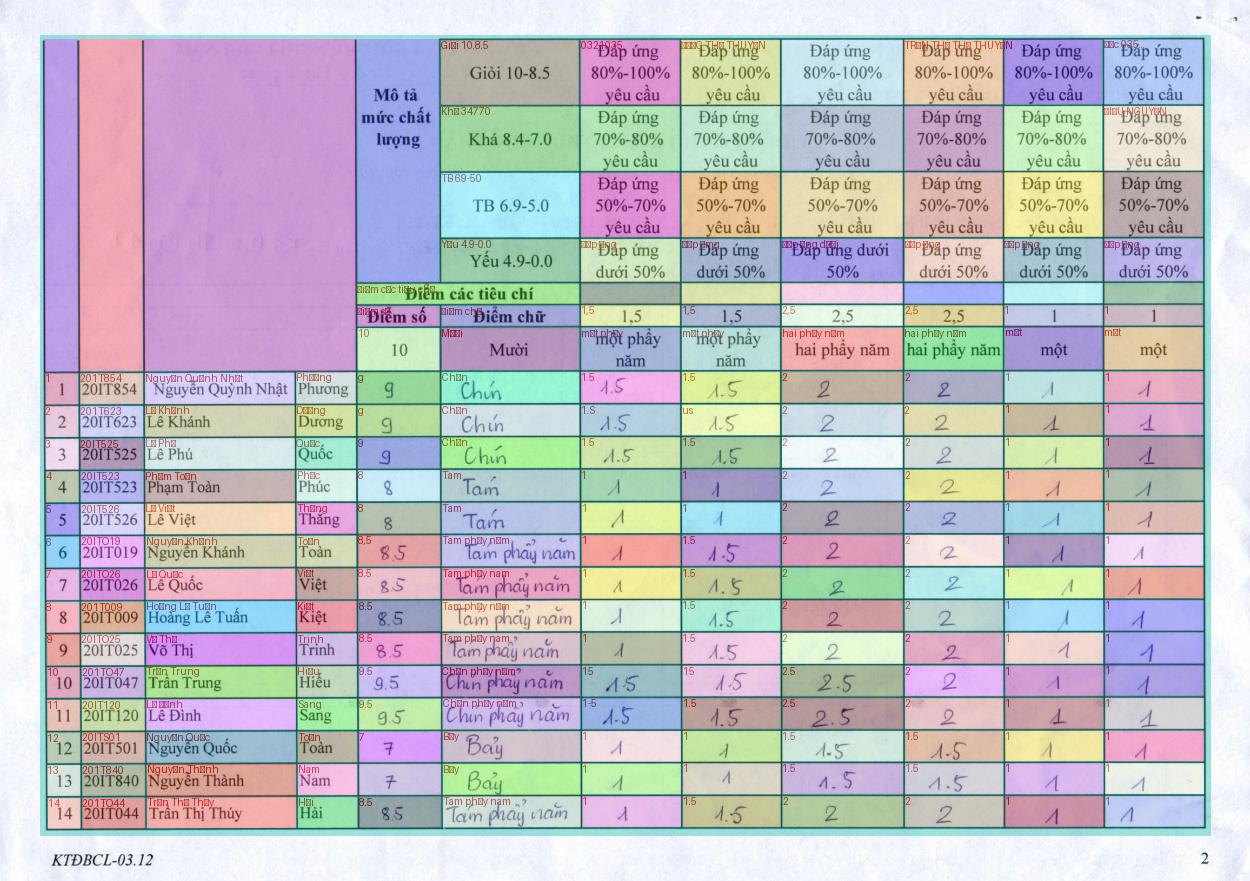 Mô tả mức chất lượng
Giỏi 10-8.5 Đáp ứng 80%-100% yêu cầu Đáp ứng 80%-100% yêu cầu Đáp ứng 80%-100% yêu cầu Đáp ứng 80%-100% yêu cầu Đáp ứng 80%-100% yêu cầu Đáp ứng 80%-100% yêu cầu
Khá 8.4-7.0 Đáp ứng 70%-80% yêu cầu Đáp ứng 70%-80% yêu cầu Đáp ứng 70%-80% yêu cầu Đáp ứng 70%-80% yêu cầu Đáp ứng 70%-80% yêu cầu Đáp ứng 70%-80% yêu cầu
TB 6.9-5.0 Đáp ứng 50%-70% yêu cầu Đáp ứng 50%-70% yêu cầu Đáp ứng 50%-70% yêu cầu Đáp ứng 50%-70% yêu cầu Đáp ứng 50%-70% yêu cầu Đáp ứng 50%-70% yêu cầu
Yếu 4.9-0.0 Đáp ứng dưới 50% Đáp ứng dưới 50% Đáp ứng dưới 50% Đáp ứng dưới 50% Đáp ứng dưới 50% Đáp ứng dưới 50%
Điểm các tiêu chí
Điểm số Điểm chữ 1,5 1,5 2,5 2,5 1 1
10 Mười một phẩy năm một phẩy năm hai phẩy năm hai phẩy năm một một
1 20IT854 Nguyễn Quỳnh Nhật Phương 9 Chín 1.5 1.5 2 2 1 1
2 20IT623 Lê Khánh Dương 9 Chín 1.5 1.5 2 2 1 1
3 20IT525 Lê Phú Quốc 9 Chín 1.5 1.5 2 2 1 1
4 20IT523 Phạm Toàn Phúc 8 Tám 1 1 2 2 1 1
5 20IT526 Lê Việt Thăng 8 Tám 1 1 2 2 1 1
6 20IT019 Nguyễn Khánh Toàn 8.5 Tám phẩy năm 1 1.5 2 2 1 1
7 20IT026 Lê Quốc Việt 8.5 Tám phẩy năm 1 1.5 2 2 1 1
8 20IT009 Hoàng Lê Tuấn Kiệt 8.5 Tám phẩy năm 1 1.5 2 2 1 1
9 20IT025 Võ Thị Trinh 8.5 Tám phẩy năm 1 1.5 2 2 1 1
10 20IT047 Trần Trung Hiếu 9.5 Chín phẩy năm 1.5 1.5 2.5 2 1 1
11 20IT120 Lê Đình Sang 9.5 Chín phẩy năm 1.5 1.5 2.5 2 1 1
12 20IT501 Nguyễn Quốc Toàn 7 Bảy 1 1 1.5 1.5 1 1
13 20IT840 Nguyễn Thành Nam 7 Bảy 1 1 1.5 1.5 1 1
14 20IT044 Trần Thị Thúy Hải 8.5 Tám phẩy năm 1 1.5 2 2 1 1
KTĐBCL-03.12 2